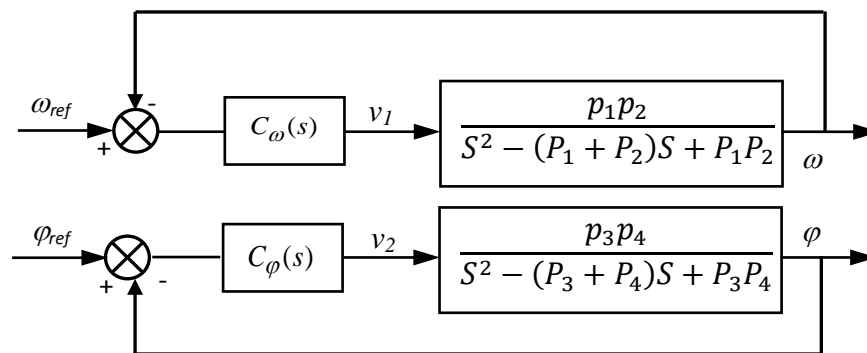 -
ω_ref
+
C_ω(s)
v_1
p_1p_2
S^2 − (P_1 + P_2)S + P_1P_2
ω
φ_ref
+
-
C_φ(s)
v_2
p_3p_4
S^2 − (P_3 + P_4)S + P_3P_4
φ